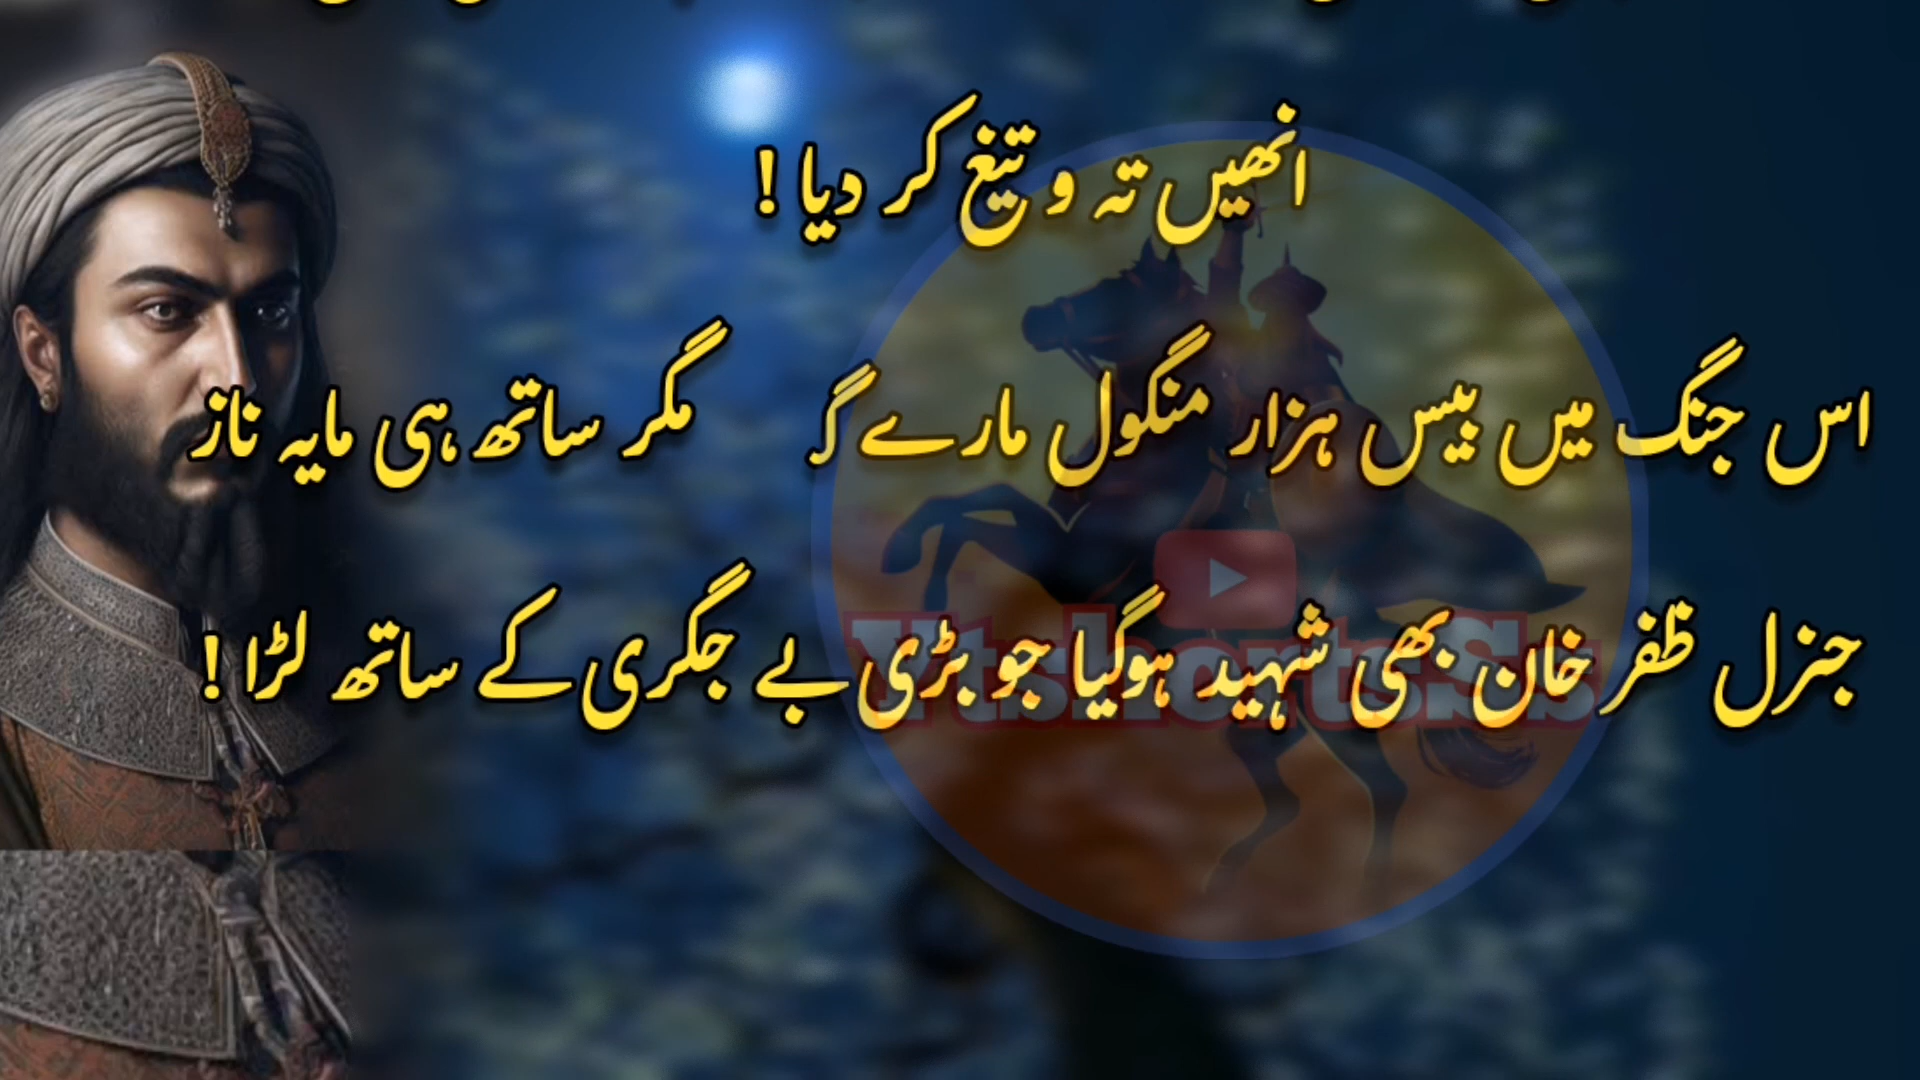 انھیں تہ و تیغ کر دیا !
اس جنگ میں بیس ہزار منگول مارے گ مگر ساتھ ہی مایہ ناز
جنرل ظفر خان بھی شہید ہوگیا جو بڑی بے جگری کے ساتھ لڑا !
YtshortsSs